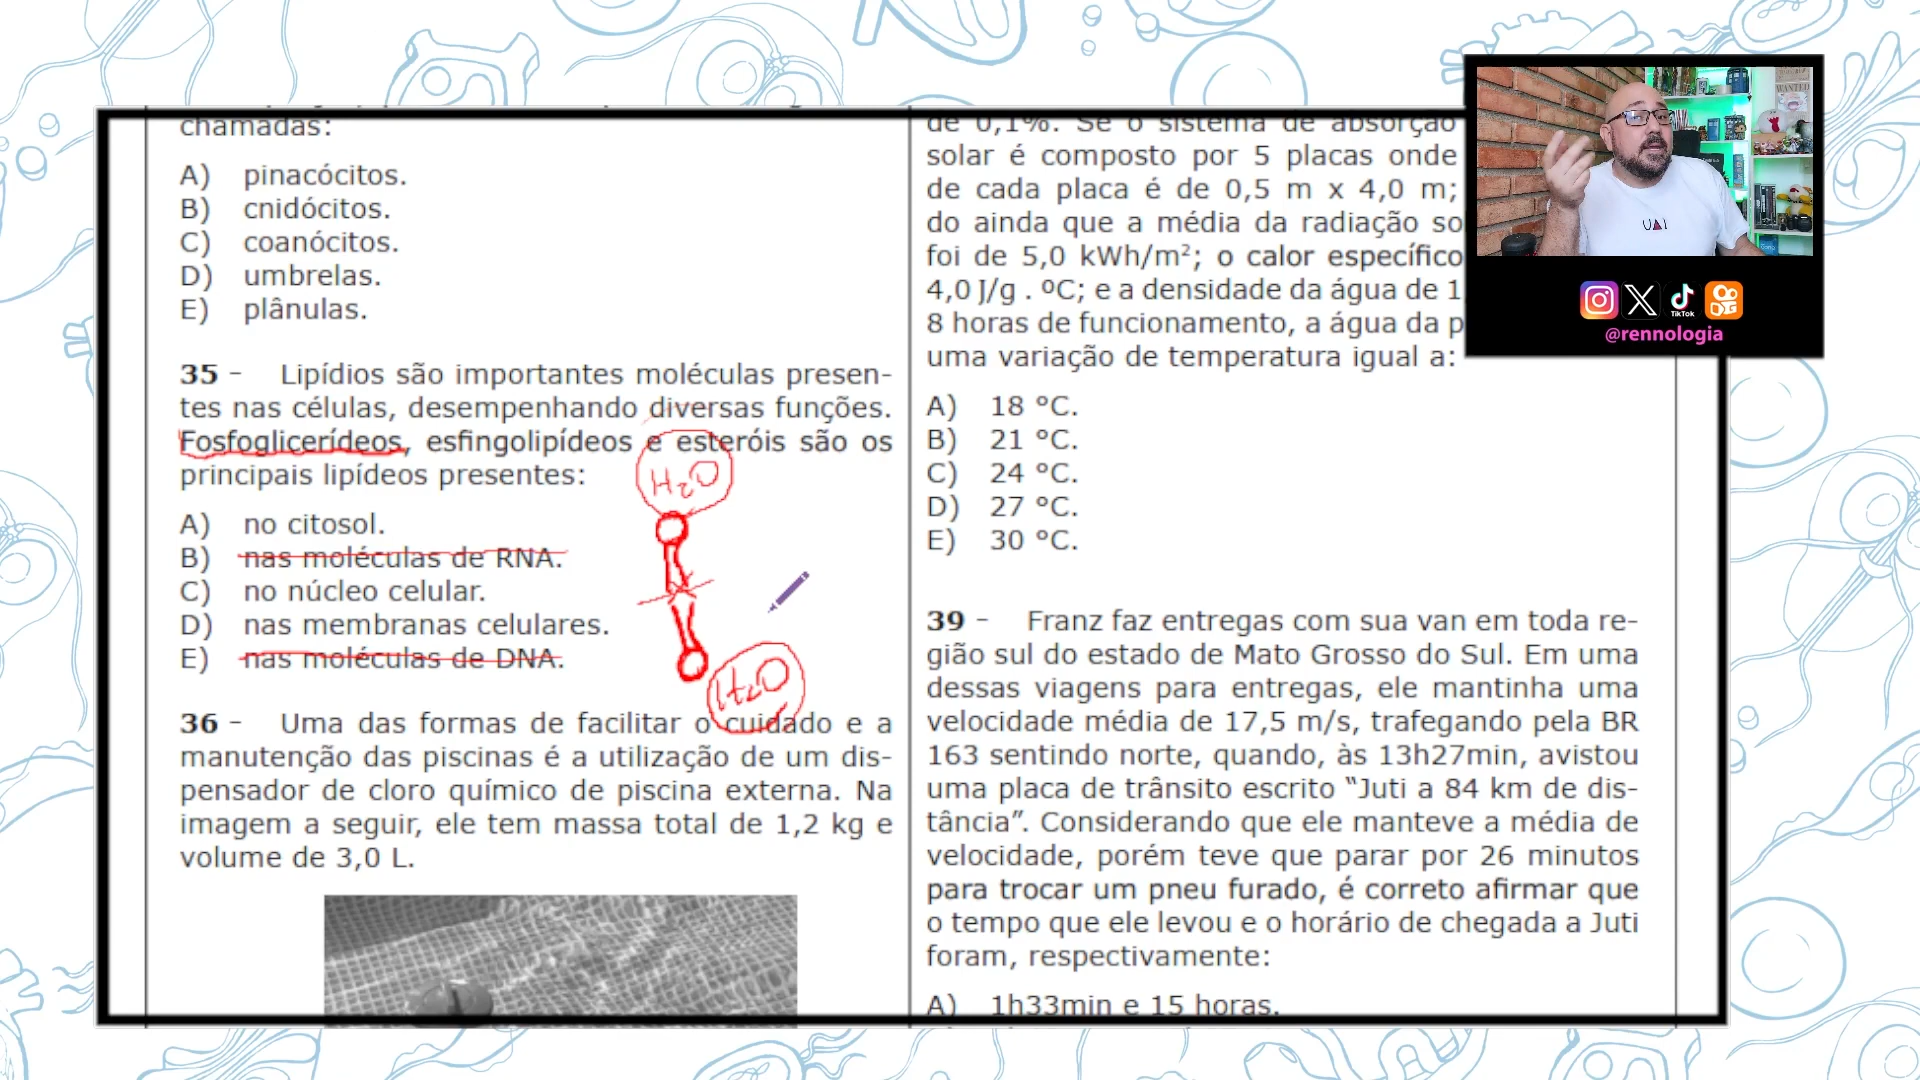 chamadas:
A) pinacócitos.
B) cnidócitos.
C) coanócitos.
D) umbrelas.
E) plânulas.
35 - Lipídios são importantes moléculas presen-
tes nas células, desempenhando diversas funções.
Fosfoglicerídeos, esfingolipídeos e esteróis são os
principais lipídeos presentes:
H2O
A) no citosol.
B) nas moléculas de RNA.
C) no núcleo celular.
D) nas membranas celulares.
E) nas moléculas de DNA.
H2O
36 - Uma das formas de facilitar o cuidado e a
manutenção das piscinas é a utilização de um dis-
pensador de cloro químico de piscina externa. Na
imagem a seguir, ele tem massa total de 1,2 kg e
volume de 3,0 L.
de 0,1%. Se o sistema de absorção
solar é composto por 5 placas onde
de cada placa é de 0,5 m x 4,0 m;
do ainda que a média da radiação so
foi de 5,0 kWh/m²; o calor específico
4,0 J/g . ºC; e a densidade da água de 1
8 horas de funcionamento, a água da p
uma variação de temperatura igual a:
A) 18 °C.
B) 21 °C.
C) 24 °C.
D) 27 °C.
E) 30 °C.
39 - Franz faz entregas com sua van em toda re-
gião sul do estado de Mato Grosso do Sul. Em uma
dessas viagens para entregas, ele mantinha uma
velocidade média de 17,5 m/s, trafegando pela BR
163 sentindo norte, quando, às 13h27min, avistou
uma placa de trânsito escrito “Juti a 84 km de dis-
tância”. Considerando que ele manteve a média de
velocidade, porém teve que parar por 26 minutos
para trocar um pneu furado, é correto afirmar que
o tempo que ele levou e o horário de chegada a Juti
foram, respectivamente:
A) 1h33min e 15 horas.
WANTED
UAI
TikTok
@rennologia